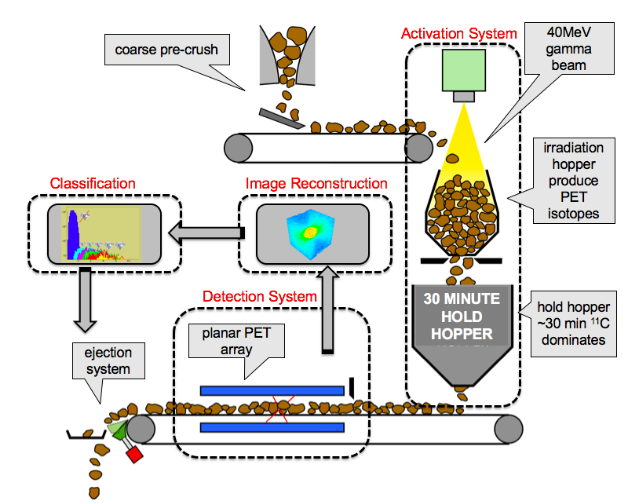 coarse pre-crush
Activation System
40MeV
gamma
beam
irradiation
hopper
produce
PET
isotopes
Classification
Image Reconstruction
Detection System
30 MINUTE
HOLD
HOPPER
hold hopper
~30 min ¹¹C
dominates
planar PET
array
ejection
system